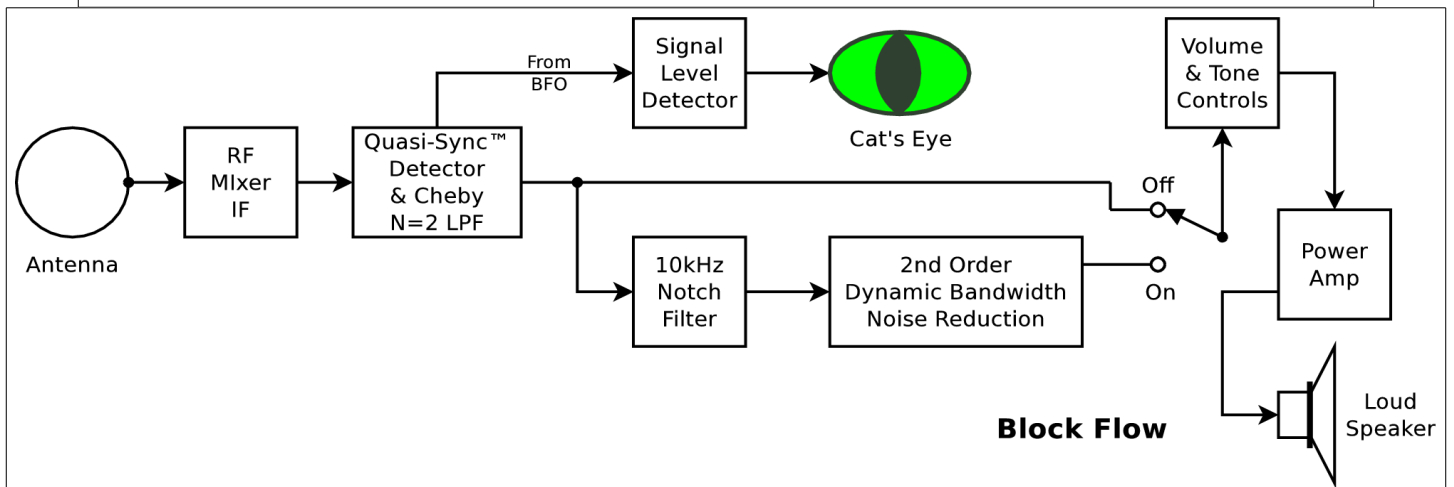 Antenna
RF
MIxer
IF
Quasi-Sync™
Detector
& Cheby
N=2 LPF
From
BFO
Signal
Level
Detector
Cat's Eye
10kHz
Notch
Filter
2nd Order
Dynamic Bandwidth
Noise Reduction
Off
On
Volume
& Tone
Controls
Power
Amp
Loud
Speaker
Block Flow